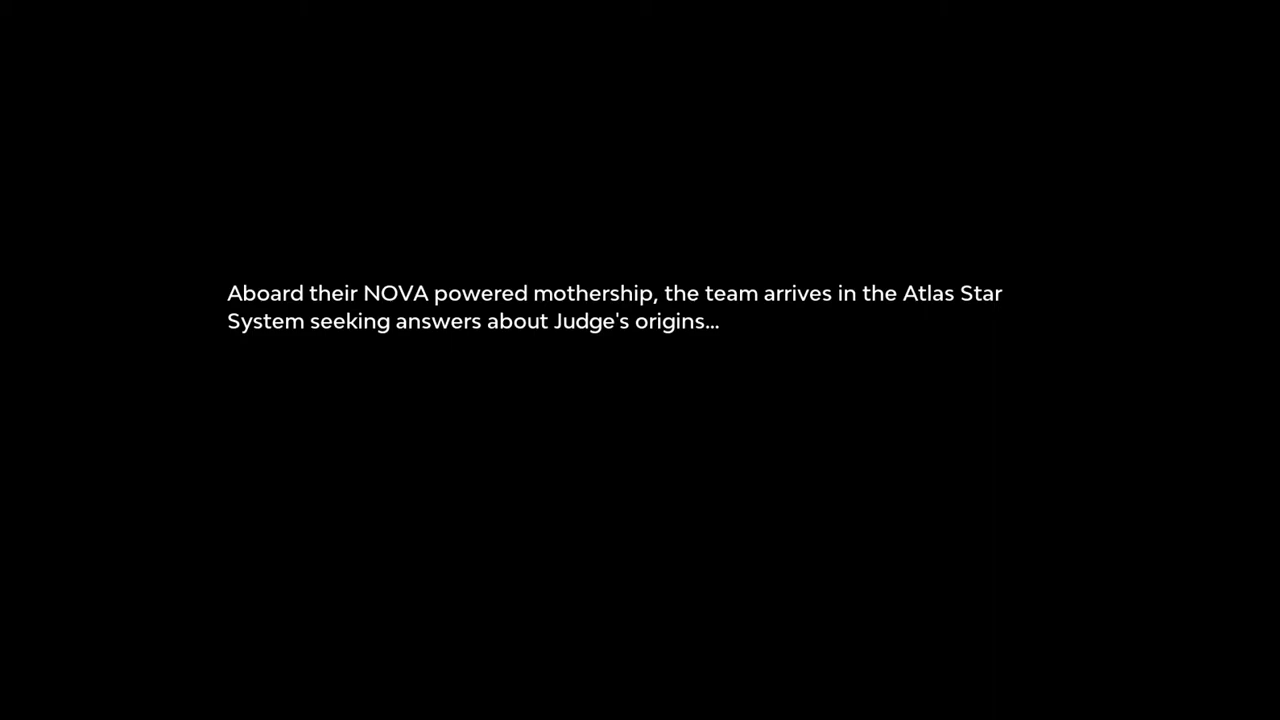 Aboard their NOVA powered mothership, the team arrives in the Atlas Star
System seeking answers about Judge's origins...